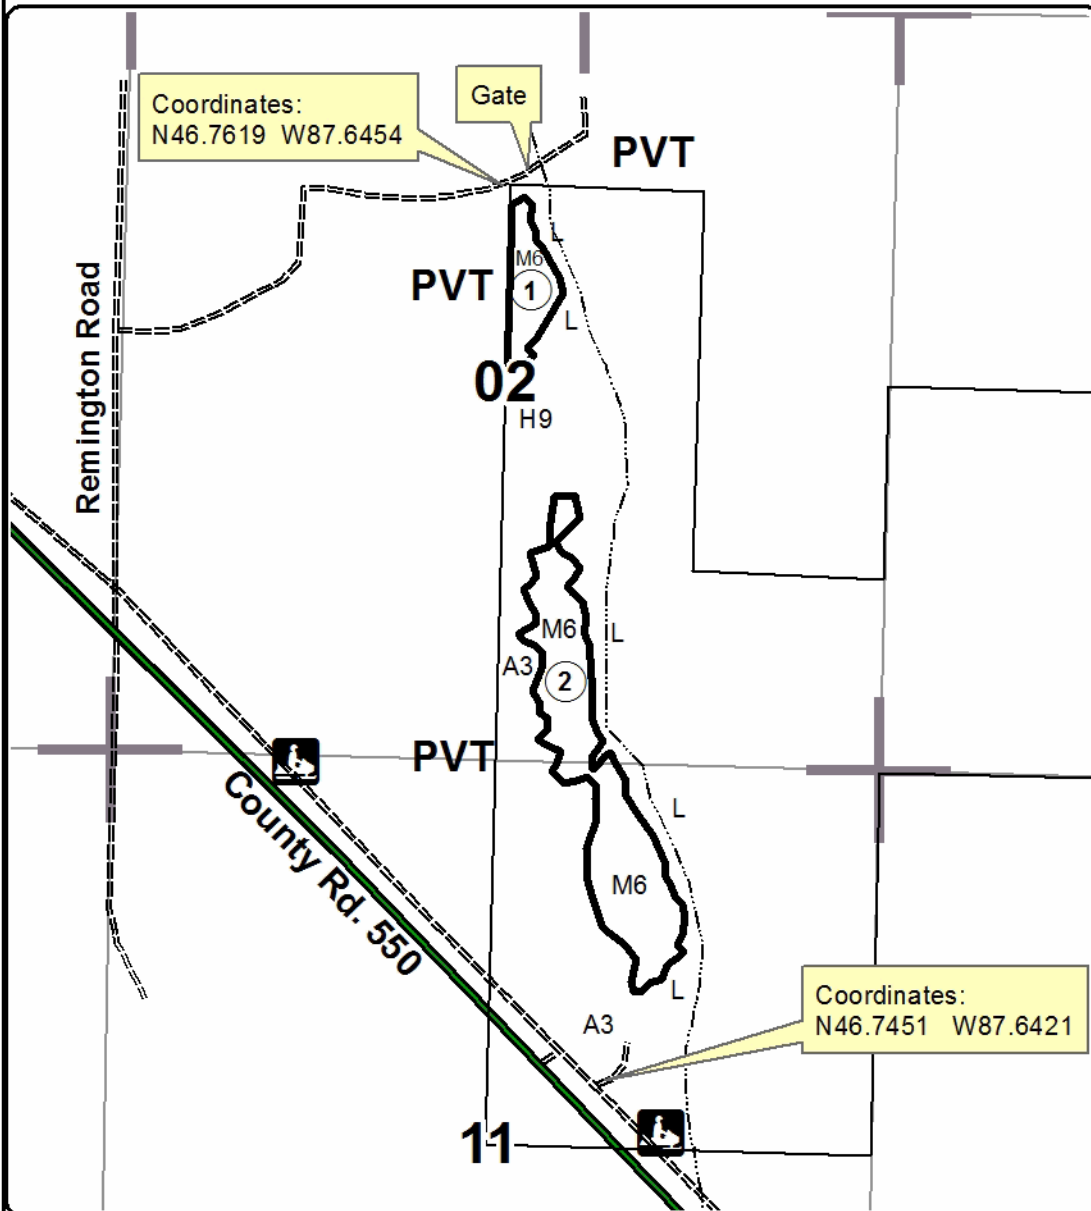 Coordinates:
N46.7619 W87.6454
Gate
PVT
L
M6
PVT
1
L
Remington Road
02
H9
M6
L
A3
2
PVT
County Rd. 550
L
M6
Coordinates:
N46.7451 W87.6421
L
A3
11